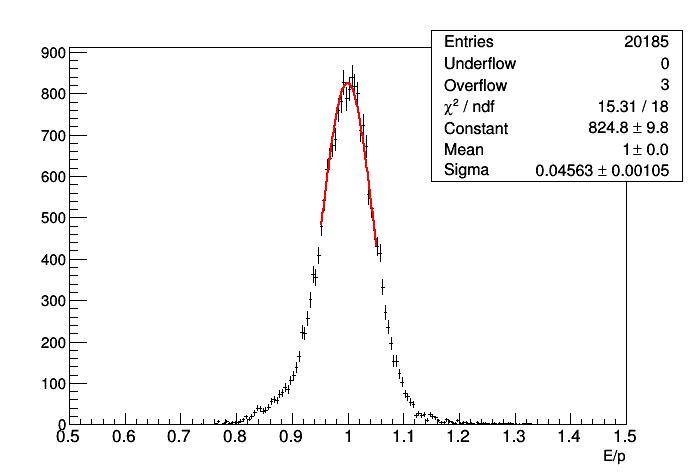 Entries 20185
Underflow 0
Overflow 3
χ² / ndf 15.31 / 18
Constant 824.8 ± 9.8
Mean 1 ± 0.0
Sigma 0.04563 ± 0.00105
900
800
700
600
500
400
300
200
100
0
0.5 0.6 0.7 0.8 0.9 1 1.1 1.2 1.3 1.4 1.5
E/p